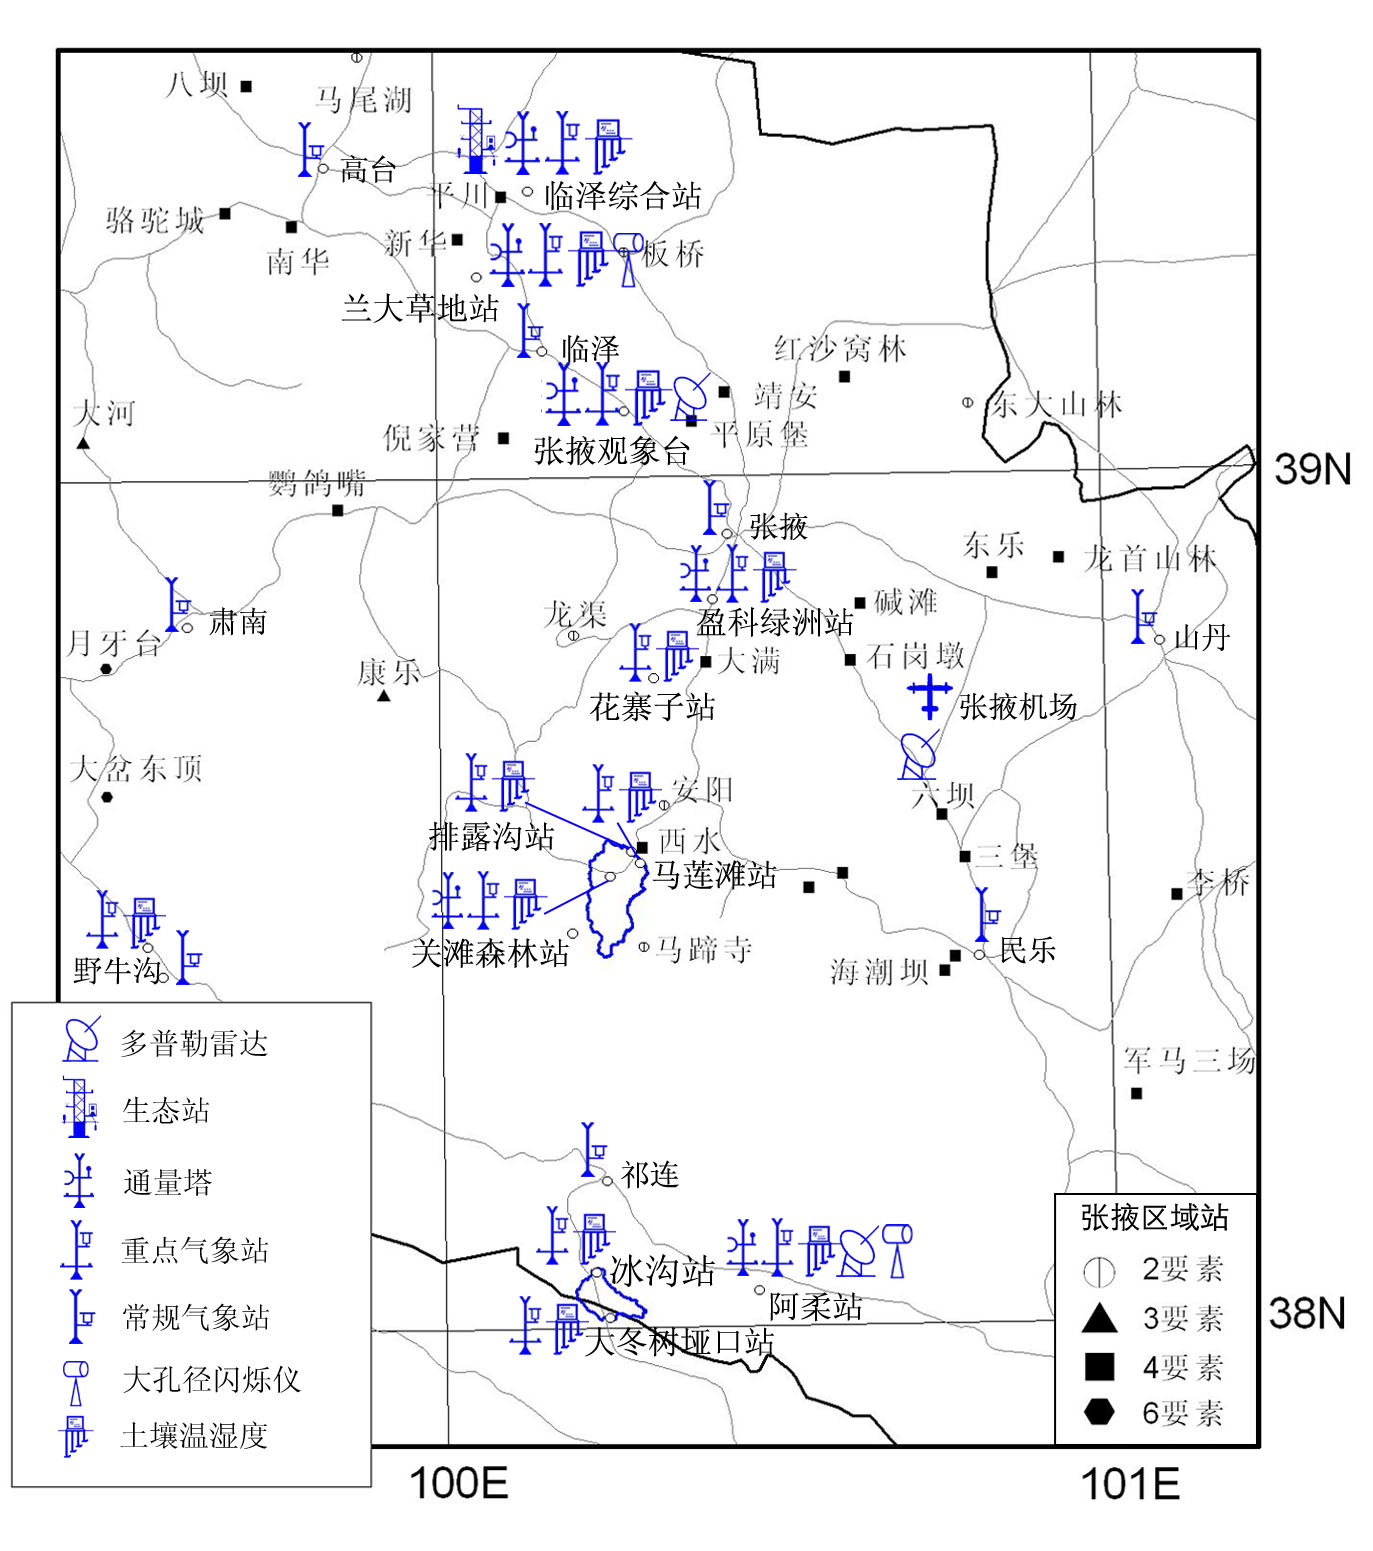 八坝
马尾湖
高台
平川
临泽综合站
骆驼城
南华
新华
板桥
兰大草地站
临泽
红沙窝林
大河
靖安
东大山林
倪家营
平原堡
张掖观象台
39N
鹦鸽嘴
张掖
东乐
龙首山林
肃南
龙渠
碱滩
盈科绿洲站
山丹
月牙台
大满
石岗墩
康乐
花寨子站
张掖机场
大岔东顶
安阳
六坝
排露沟站
西水
三堡
马莲滩站
李桥
关滩森林站
马蹄寺
民乐
野牛沟
海潮坝
军马三场
多普勒雷达
生态站
通量塔
重点气象站
常规气象站
大孔径闪烁仪
土壤温湿度
祁连
冰沟站
阿柔站
大冬树垭口站
张掖区域站
2要素
3要素
4要素
6要素
38N
100E
101E